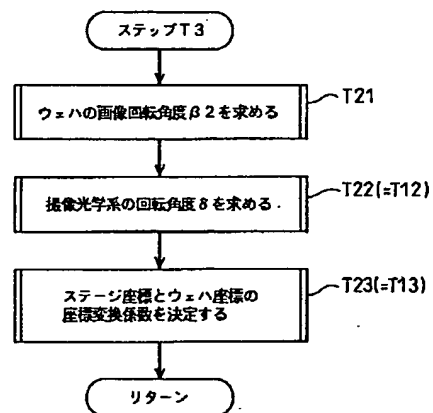 ステップT3
ウェハの画像回転角度β2を求める
T21
撮像光学系の回転角度δを求める.
T22(=T12)
ステージ座標とウェハ座標の
座標変換係数を決定する
T23(=T13)
リターン